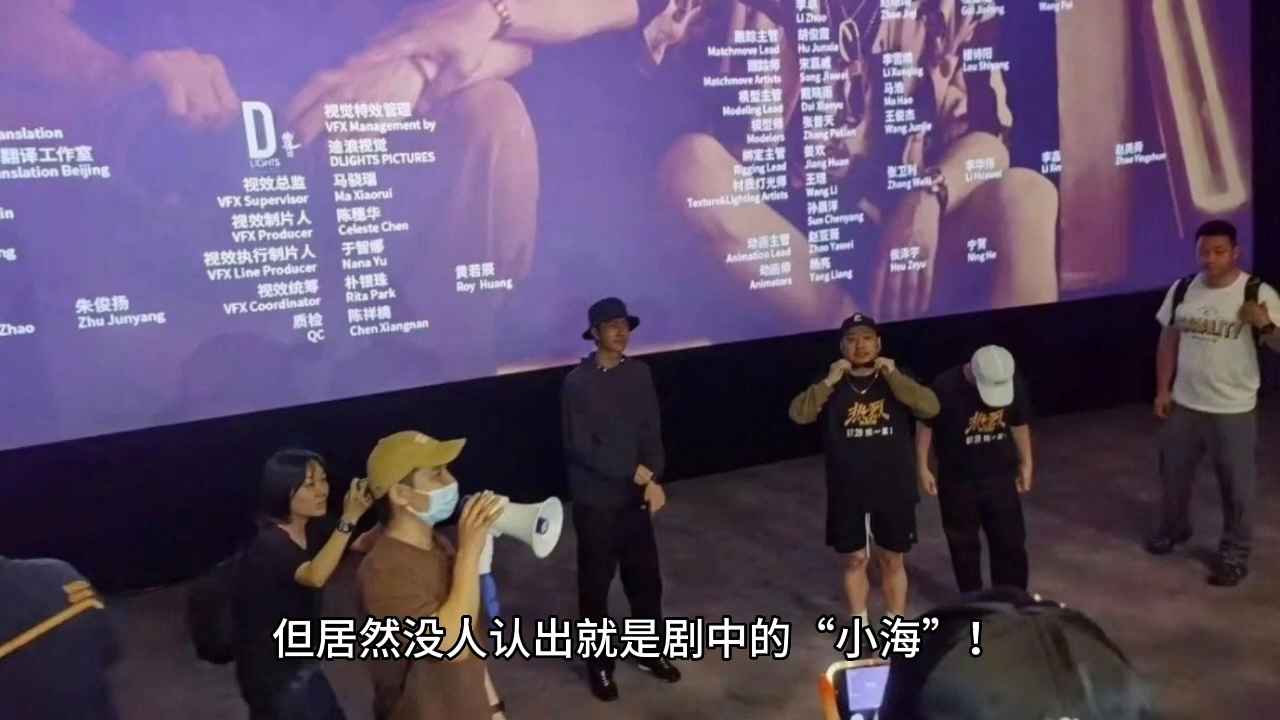 anslation
翻译工作室
nslation Beijing
朱俊扬
Zhao
Zhu Junyang
D
LIGHTS
视觉特效管理
VFX Management by
迪浪视觉
DLIGHTS PICTURES
视效总监
马骁瑞
VFX Supervisor
Ma Xiaorui
视效制片人
陈穗华
VFX Producer
Celeste Chen
视效执行制片人
于智娜
VFX Line Producer
Nana Yu
视效统筹
朴银珠
黄若辰
VFX Coordinator
Rita Park
Roy Huang
质检
陈祥楠
QC
Chen Xiangnan
Li Zhuo
Zhao Jiqi
Wang Fei
跟踪主管
胡俊霞
Matchmove Lead
Hu Junxia
跟踪师
宋嘉威
李雪晴
楼诗阳
Matchmove Artists
Song Jiawei
Li Xueqing
Lou Shiyang
模型主管
戴晓雨
马浩
Modeling Lead
Dai Xiaoyu
Ma Hao
模型师
张普天
王俊杰
Modelers
Zhang Putian
Wang Junjie
绑定主管
姜欢
Rigging Lead
Jiang Huan
材质灯光师
王理
张卫利
李华伟
李鑫
Texture&Lighting Artists
Wang Li
Zhang Weili
Li Huawei
Li Xin
Zhao Yingshun
孙晨洋
Sun Chenyang
动画主管
赵亚薇
Animation Lead
Zhao Yawei
动画师
杨亮
侯泽宇
宁贺
Animators
Yang Liang
Hou Zeyu
Ning He
热烈
热烈
但居然没人认出就是剧中的“小海”！